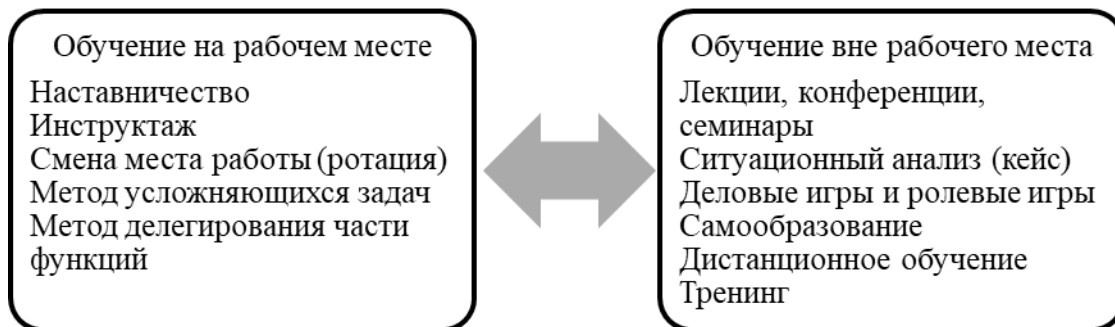 Обучение на рабочем месте
Наставничество
Инструктаж
Смена места работы (ротация)
Метод усложняющихся задач
Метод делегирования части
функций
Обучение вне рабочего места
Лекции, конференции,
семинары
Ситуационный анализ (кейс)
Деловые игры и ролевые игры
Самообразование
Дистанционное обучение
Тренинг